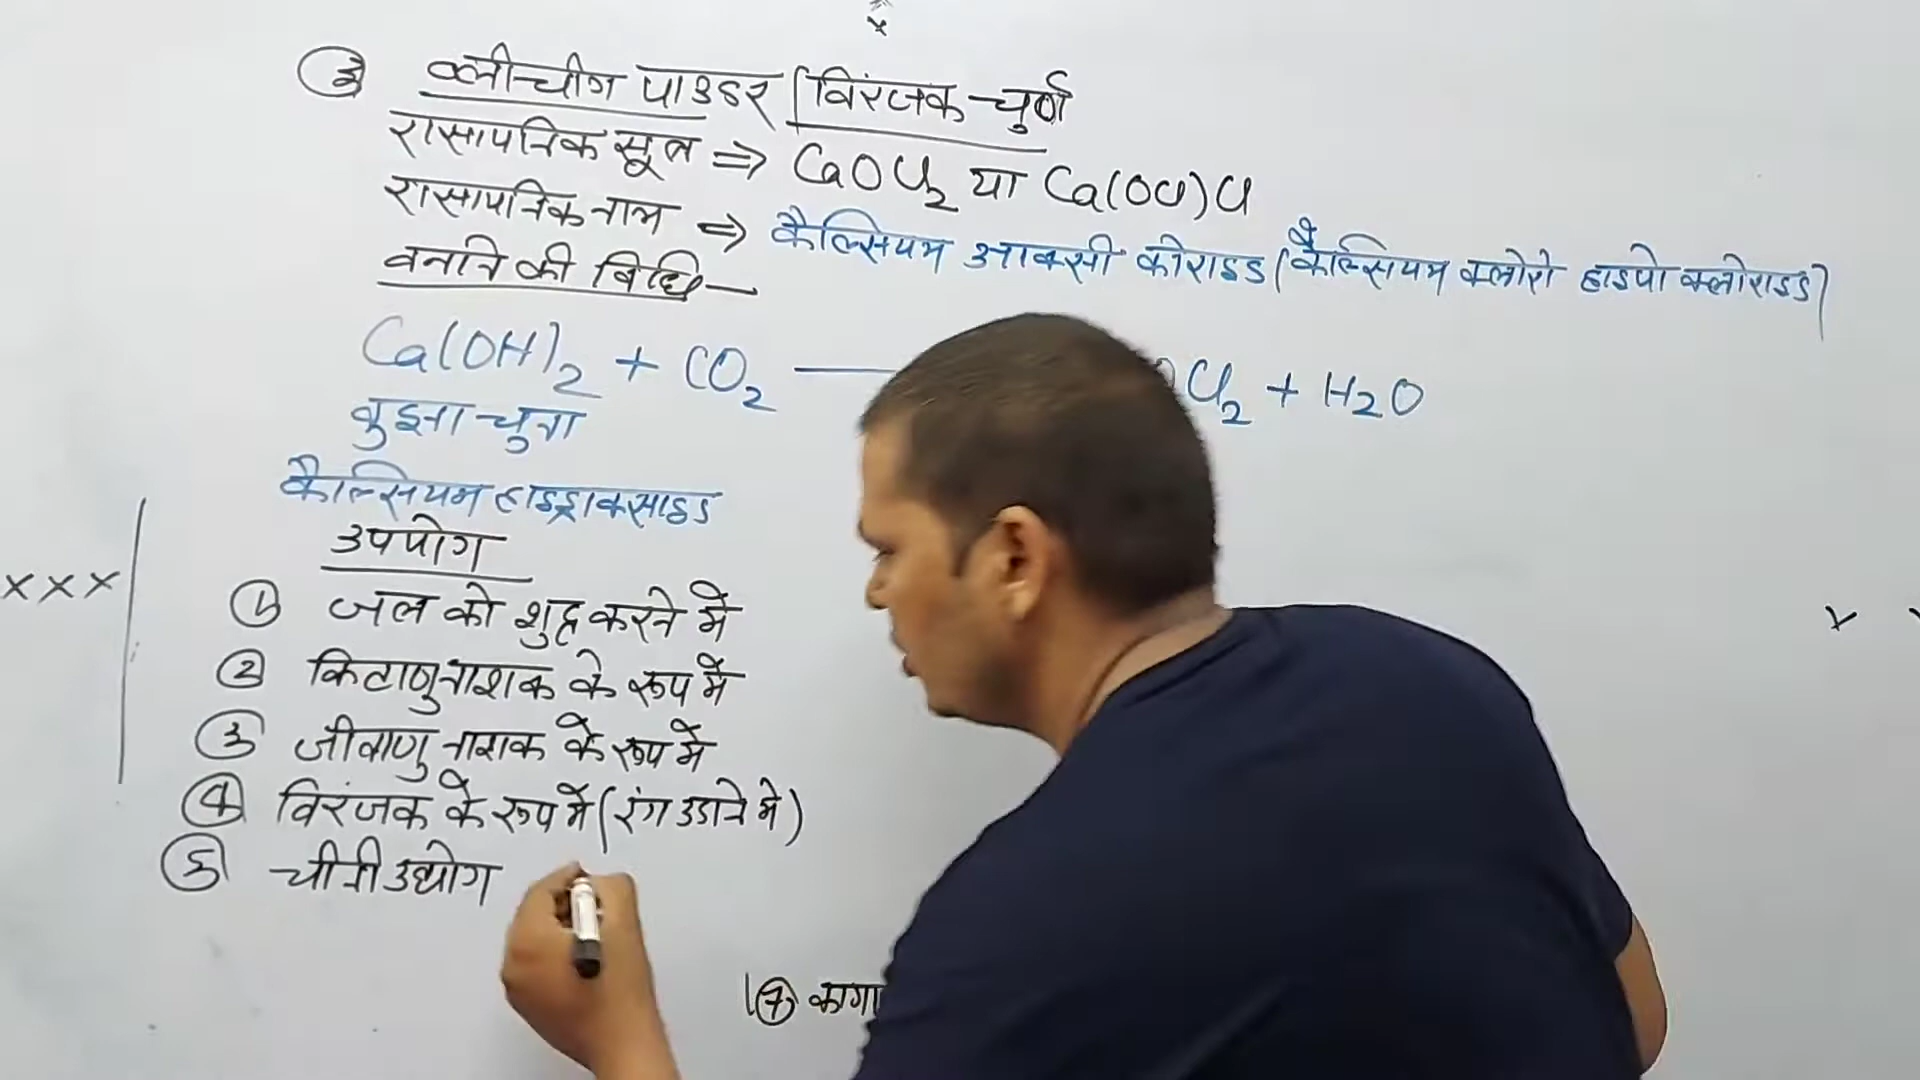 ③ ब्लीचींग पाउडर / विरंजक चुर्ण
रासायनिक सूत्र ⇒ CaOCl₂ या Ca(OCl)Cl
रासायनिक नाम ⇒ कैल्सियम आक्सी क्लोराइड (कैल्सियम क्लोरो हाइपो क्लोराइड)
बनाने की विधि —
Ca(OH)₂ + CO₂ — OCl₂ + H₂O
बुझा चुना
कैल्सियम हाइड्राक्साइड
उपयोग
① जल को शुद्ध करने में
xxx
② किटाणुनाशक के रूप में
③ जीवाणु नाशक के रूप में
④ विरंजक के रूप में (रंग उडाने में)
⑤ चीनी उद्योग
⑦ कागा